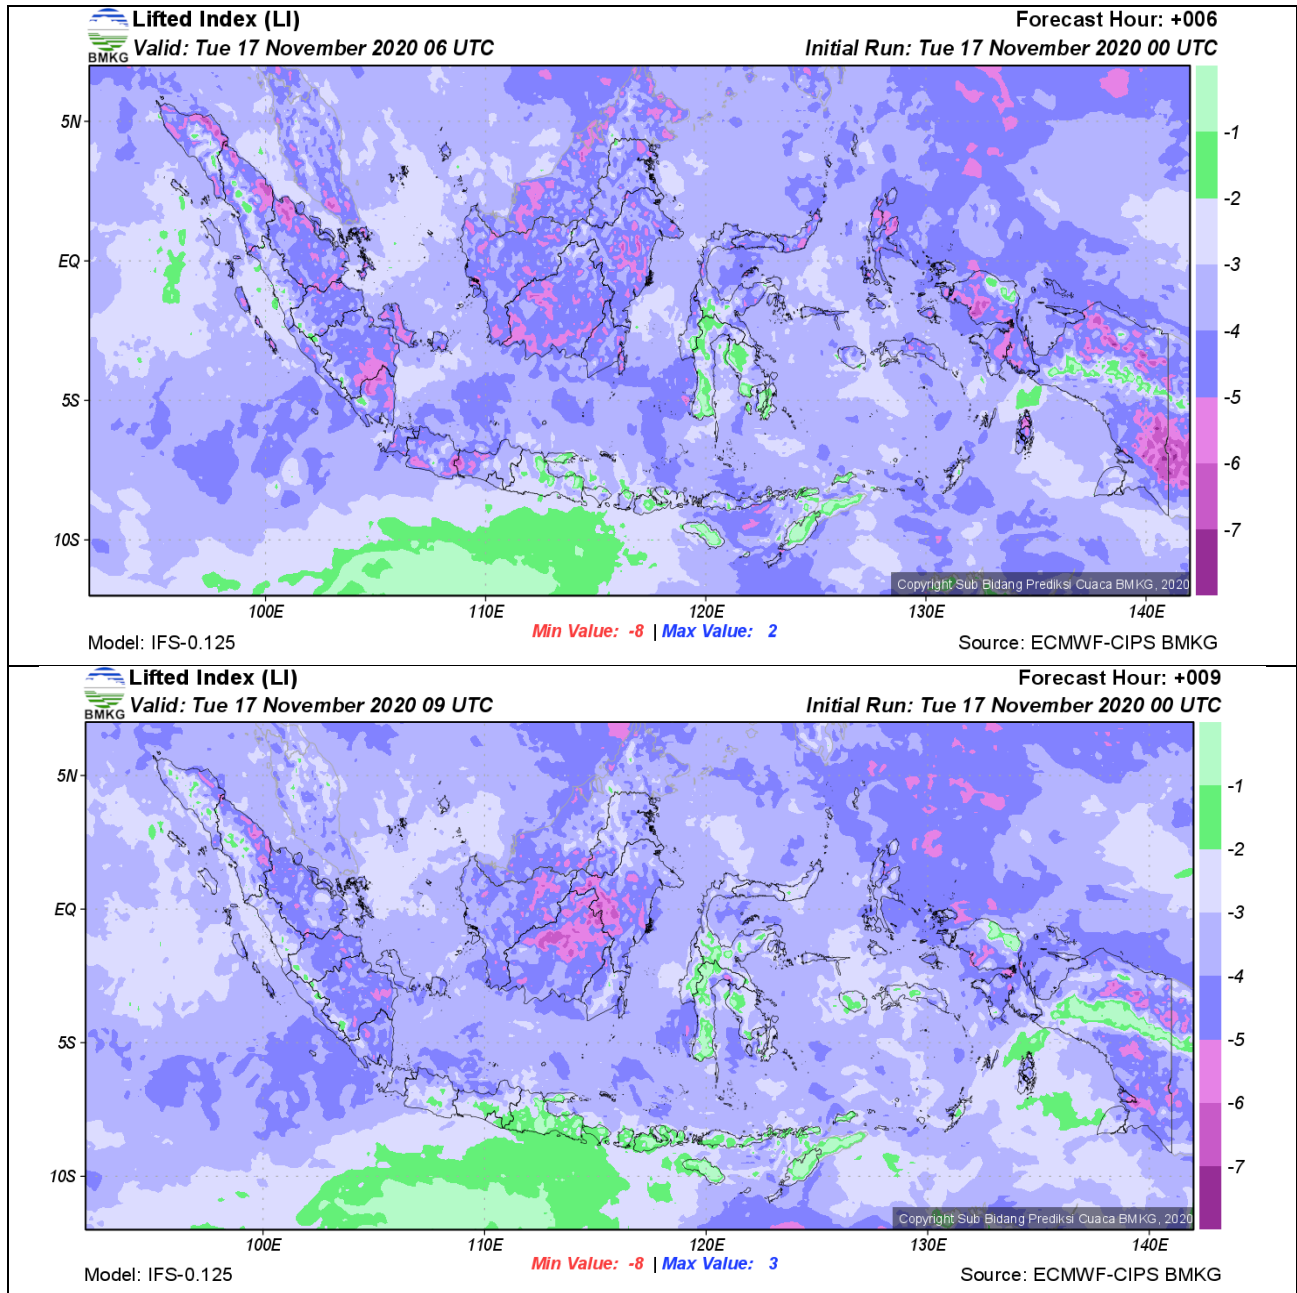 Lifted Index (LI)
Forecast Hour: +006
BMKG
Valid: Tue 17 November 2020 06 UTC
Initial Run: Tue 17 November 2020 00 UTC
5N
EQ
5S
10S
-1
-2
-3
-4
-5
-6
-7
Copyright Sub Bidang Prediksi Cuaca BMKG, 2020
100E
110E
120E
130E
140E
Min Value: -8 | Max Value: 2
Model: IFS-0.125
Source: ECMWF-CIPS BMKG
Lifted Index (LI)
Forecast Hour: +009
BMKG
Valid: Tue 17 November 2020 09 UTC
Initial Run: Tue 17 November 2020 00 UTC
5N
EQ
5S
10S
-1
-2
-3
-4
-5
-6
-7
Copyright Sub Bidang Prediksi Cuaca BMKG, 2020
100E
110E
120E
130E
140E
Min Value: -8 | Max Value: 3
Model: IFS-0.125
Source: ECMWF-CIPS BMKG